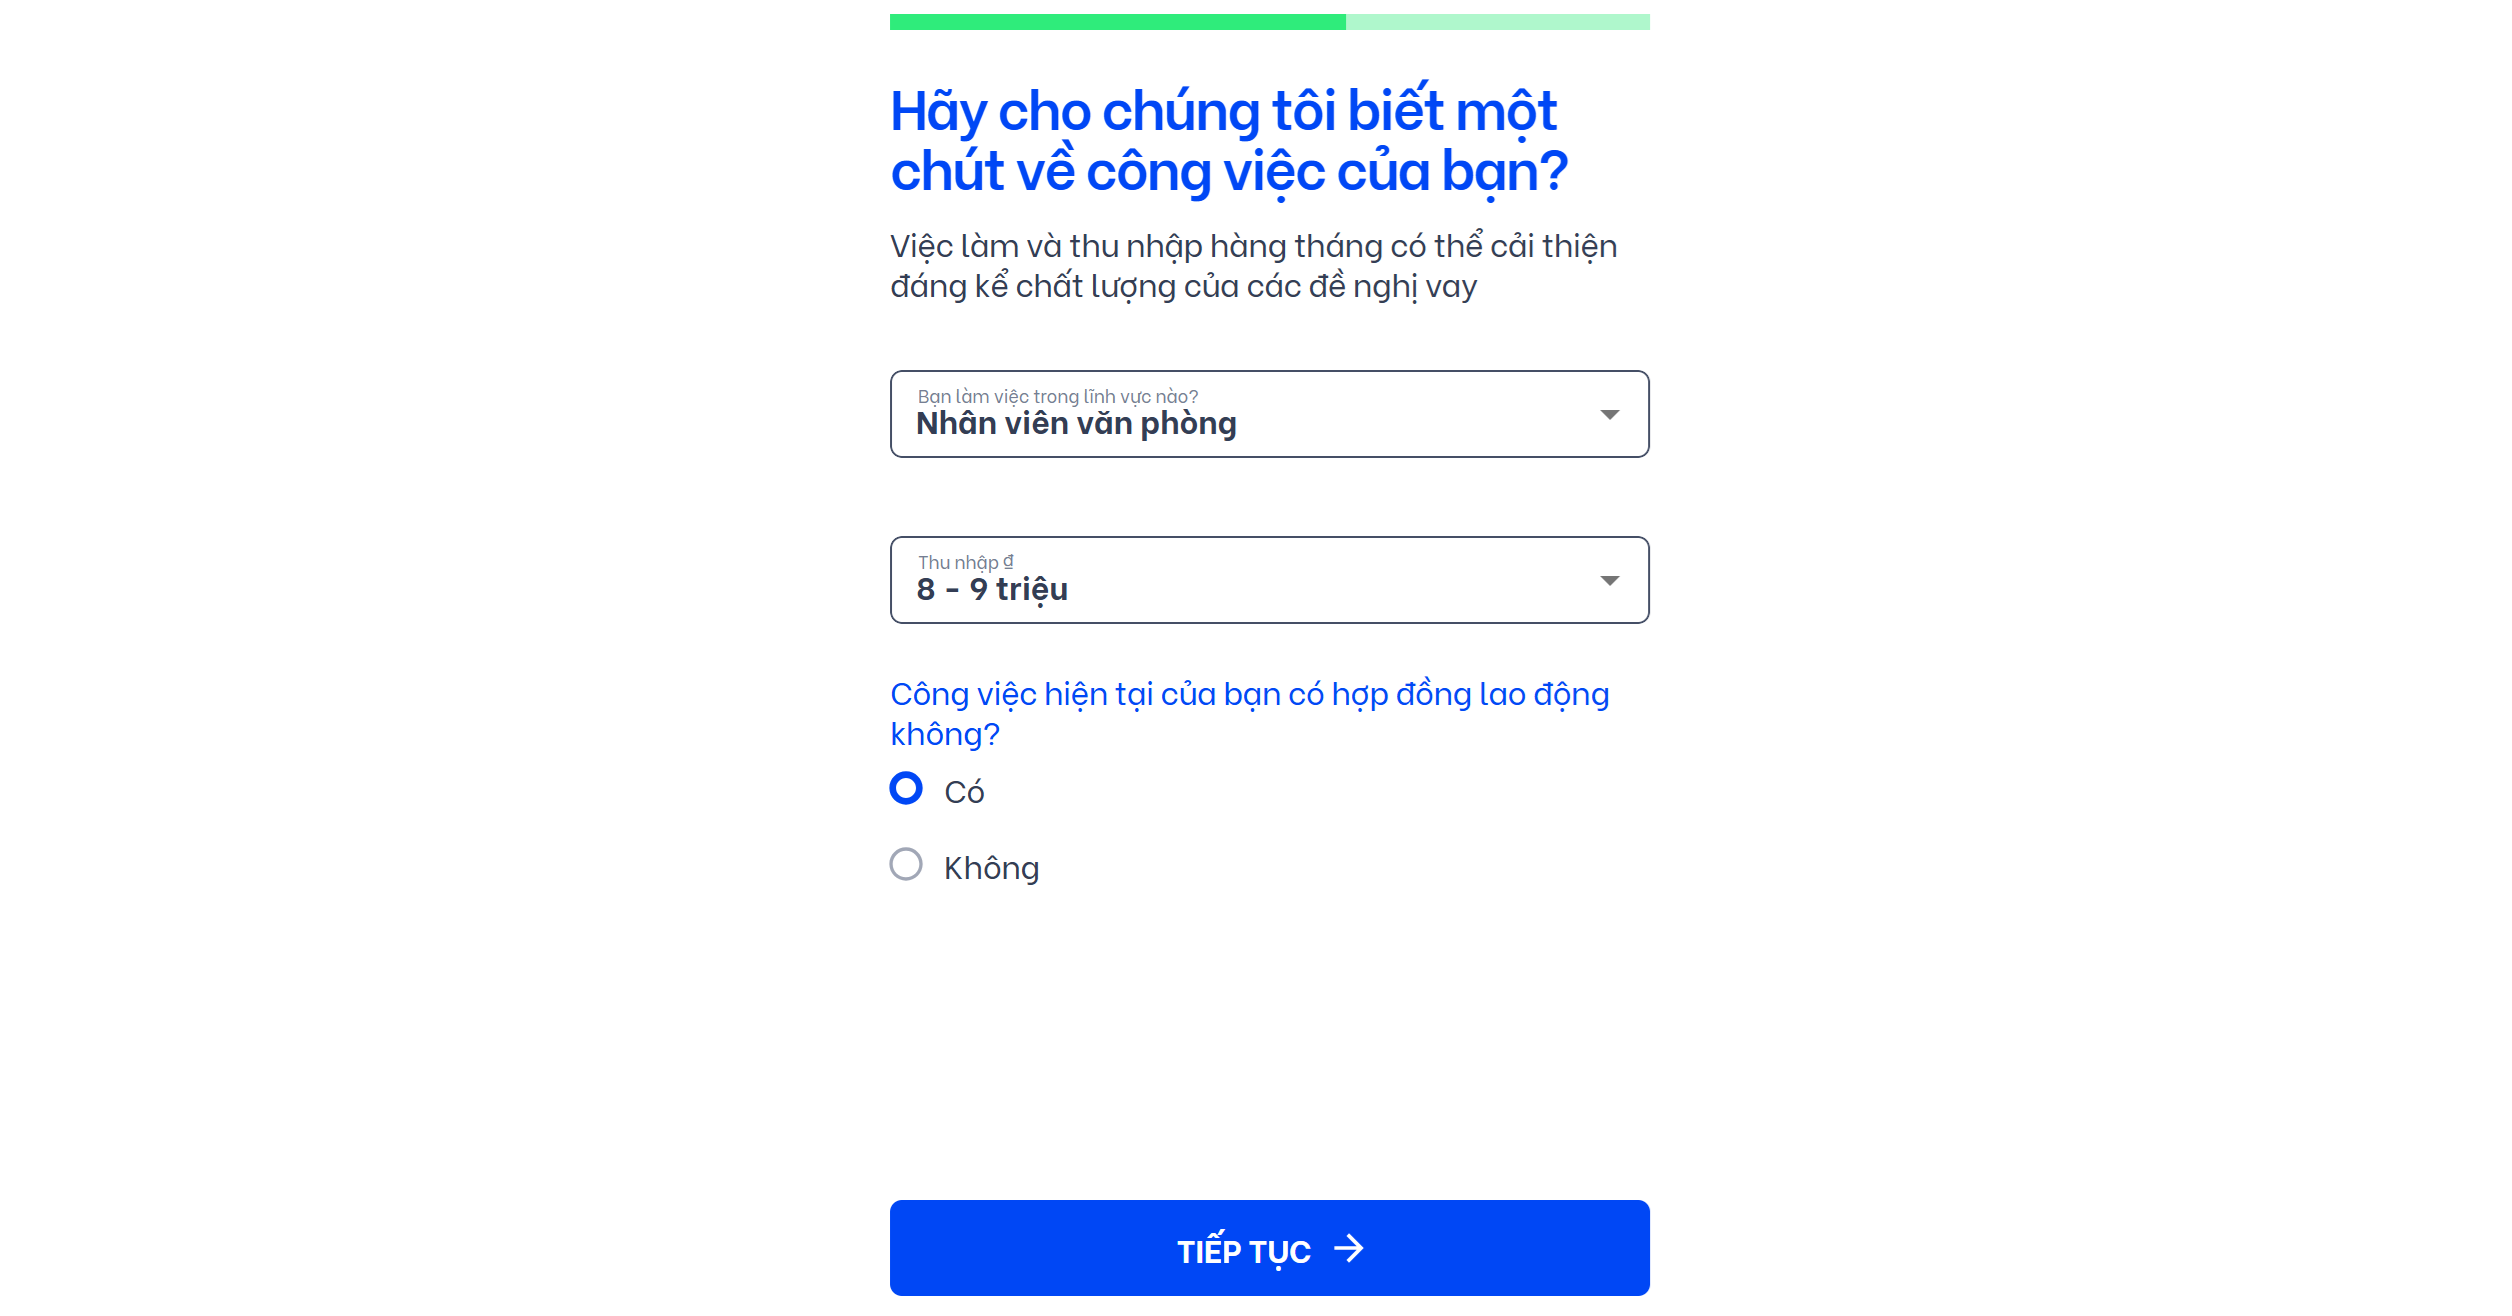 Hãy cho chúng tôi biết một
chút về công việc của bạn?
Việc làm và thu nhập hàng tháng có thể cải thiện
đáng kể chất lượng của các đề nghị vay
Bạn làm việc trong lĩnh vực nào?
Nhân viên văn phòng
Thu nhập ₫
8 - 9 triệu
Công việc hiện tại của bạn có hợp đồng lao động
không?
Có
Không
TIẾP TỤC →